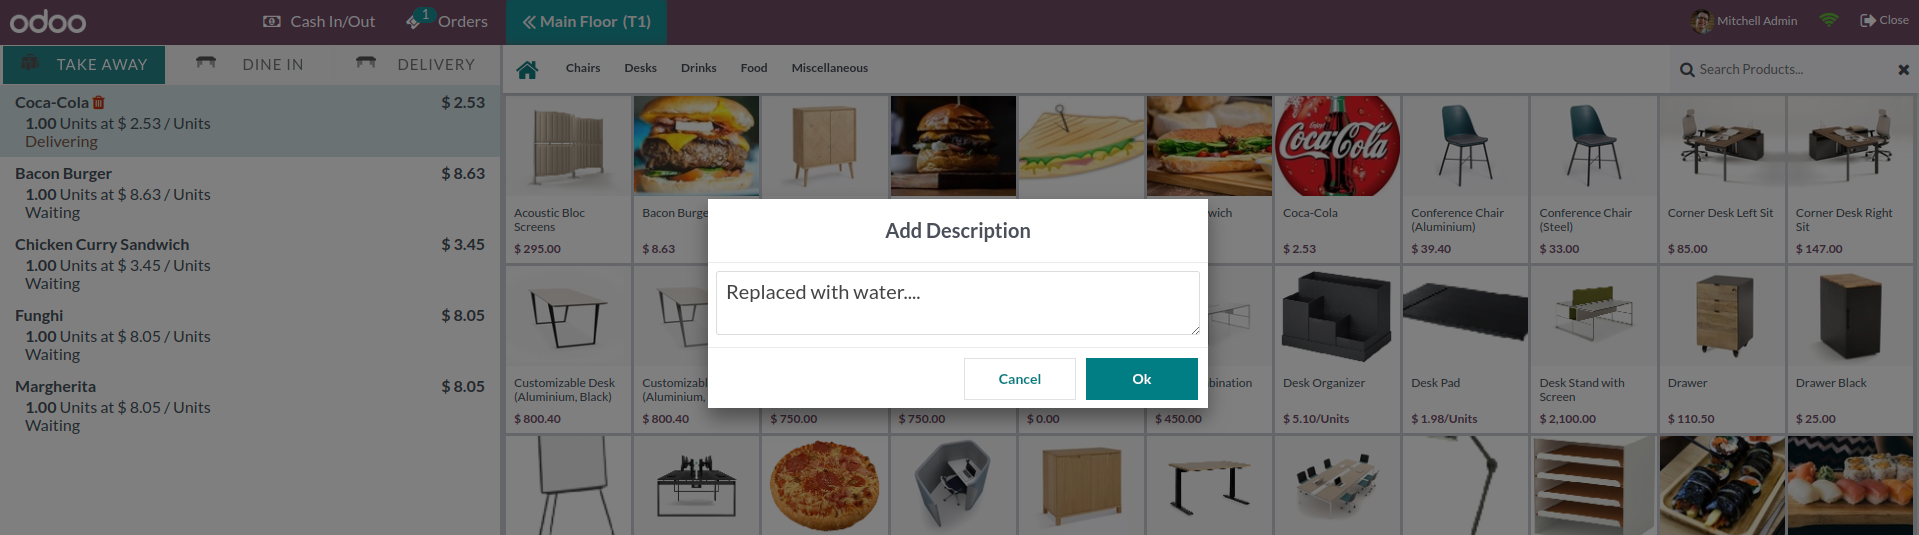 odoo
Cash In/Out
1
Orders
Main Floor (T1)
Mitchell Admin
Close
TAKE AWAY
DINE IN
DELIVERY
Chairs
Desks
Drinks
Food
Miscellaneous
Search Products...
Coca-Cola
$ 2.53
1.00 Units at $ 2.53 / Units
Delivering
Bacon Burger
$ 8.63
1.00 Units at $ 8.63 / Units
Waiting
Chicken Curry Sandwich
$ 3.45
1.00 Units at $ 3.45 / Units
Waiting
Funghi
$ 8.05
1.00 Units at $ 8.05 / Units
Waiting
Margherita
$ 8.05
1.00 Units at $ 8.05 / Units
Waiting
Enjoy
Coca-Cola
Acoustic Bloc
Screens
$ 295.00
Bacon Burge
$ 8.63
Coca-Cola
$ 2.53
Conference Chair
(Aluminium)
$ 39.40
Conference Chair
(Steel)
$ 33.00
Corner Desk Left Sit
$ 85.00
Corner Desk Right
Sit
$ 147.00
Add Description
Replaced with water....
Cancel
Ok
Customizable Desk
(Aluminium, Black)
$ 800.40
Customizab
(Aluminium,
$ 800.40
$ 750.00
$ 750.00
$ 0.00
bination
$ 450.00
Desk Organizer
$ 5.10/Units
Desk Pad
$ 1.98/Units
Desk Stand with
Screen
$ 2,100.00
Drawer
$ 110.50
Drawer Black
$ 25.00